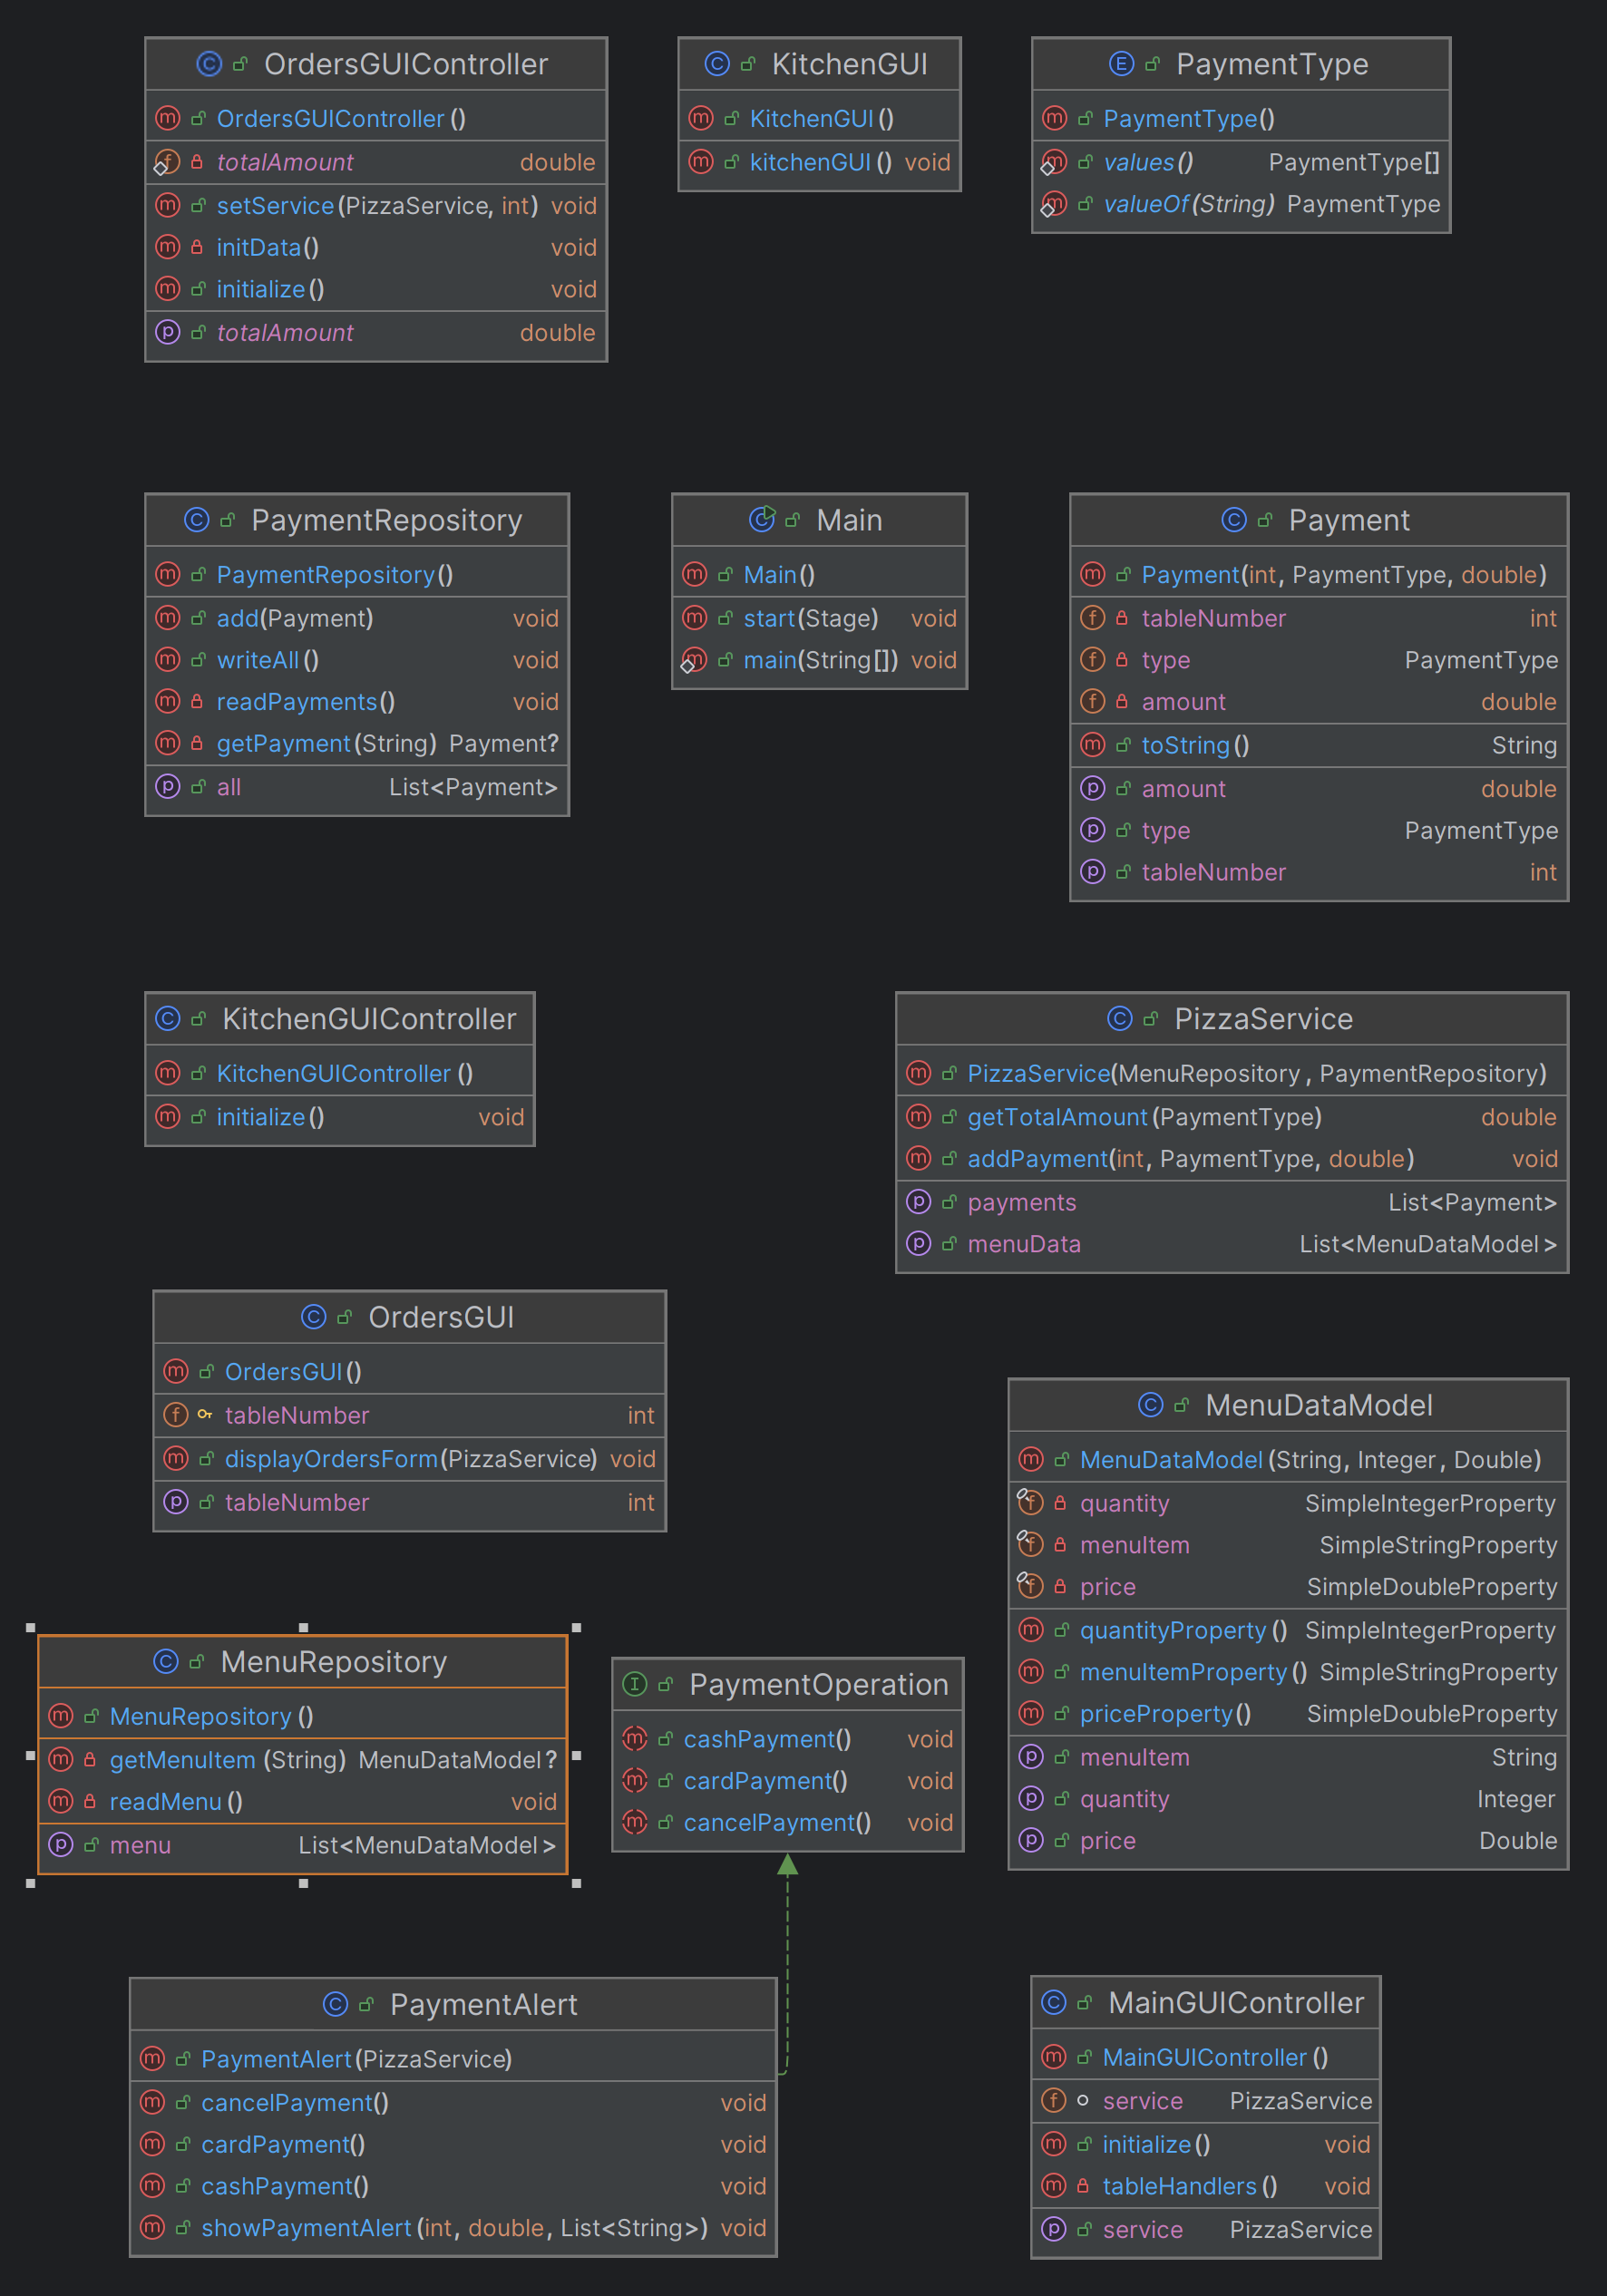 OrdersGUIController
OrdersGUIController()
totalAmount double
setService(PizzaService, int) void
initData() void
initialize() void
totalAmount double
KitchenGUI
KitchenGUI()
kitchenGUI() void
PaymentType
PaymentType()
values() PaymentType[]
valueOf(String) PaymentType
PaymentRepository
PaymentRepository()
add(Payment) void
writeAll() void
readPayments() void
getPayment(String) Payment?
all List<Payment>
Main
Main()
start(Stage) void
main(String[]) void
Payment
Payment(int, PaymentType, double)
tableNumber int
type PaymentType
amount double
toString() String
amount double
type PaymentType
tableNumber int
KitchenGUIController
KitchenGUIController()
initialize() void
PizzaService
PizzaService(MenuRepository, PaymentRepository)
getTotalAmount(PaymentType) double
addPayment(int, PaymentType, double) void
payments List<Payment>
menuData List<MenuDataModel>
OrdersGUI
OrdersGUI()
tableNumber int
displayOrdersForm(PizzaService) void
tableNumber int
MenuDataModel
MenuDataModel(String, Integer, Double)
quantity SimpleIntegerProperty
menuItem SimpleStringProperty
price SimpleDoubleProperty
quantityProperty() SimpleIntegerProperty
menuItemProperty() SimpleStringProperty
priceProperty() SimpleDoubleProperty
menuItem String
quantity Integer
price Double
MenuRepository
MenuRepository()
getMenuItem(String) MenuDataModel?
readMenu() void
menu List<MenuDataModel>
PaymentOperation
cashPayment() void
cardPayment() void
cancelPayment() void
PaymentAlert
PaymentAlert(PizzaService)
cancelPayment() void
cardPayment() void
cashPayment() void
showPaymentAlert(int, double, List<String>) void
MainGUIController
MainGUIController()
service PizzaService
initialize() void
tableHandlers() void
service PizzaService